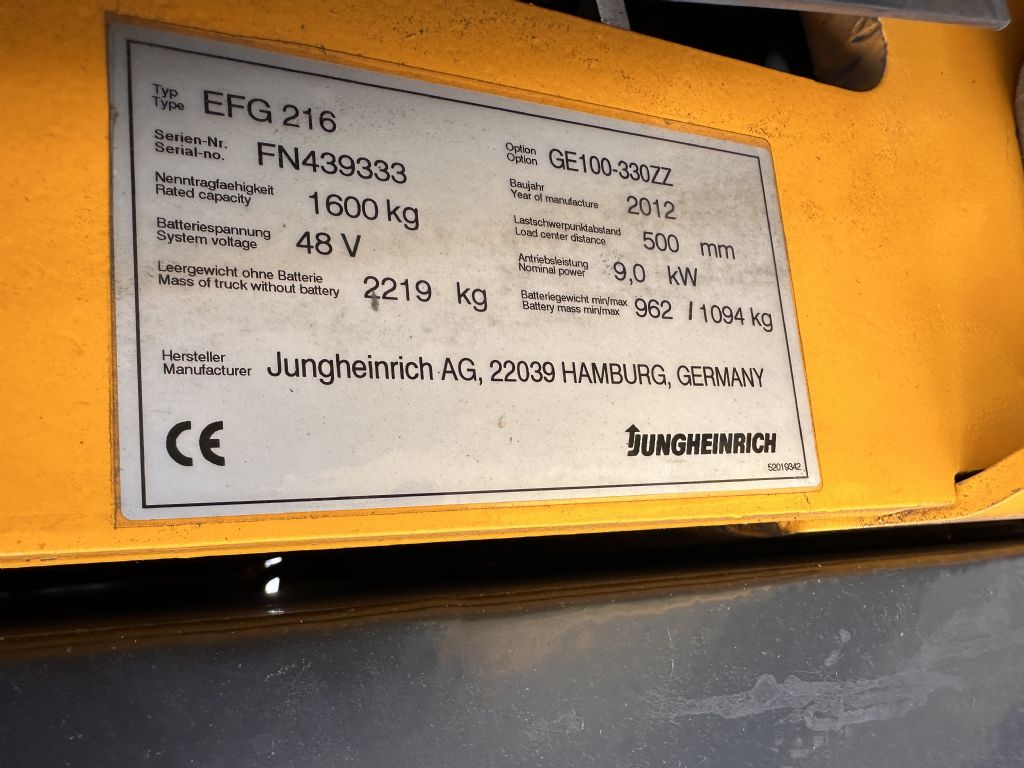 Typ
Type EFG 216
Serien-Nr.
Serial-no. FN439333
Option
Option GE100-330ZZ
Nenntragfaehigkeit
Rated capacity 1600 kg
Baujahr
Year of manufacture 2012
Batteriespannung
System voltage 48 V
Lastschwerpunktabstand
Load center distance 500 mm
Leergewicht ohne Batterie
Mass of truck without battery 2219 kg
Antriebsleistung
Nominal power 9,0 kW
Batteriegewicht min/max
Battery mass min/max 962 / 1094 kg
Hersteller
Manufacturer Jungheinrich AG, 22039 HAMBURG, GERMANY
CE
JUNGHEINRICH
52019342